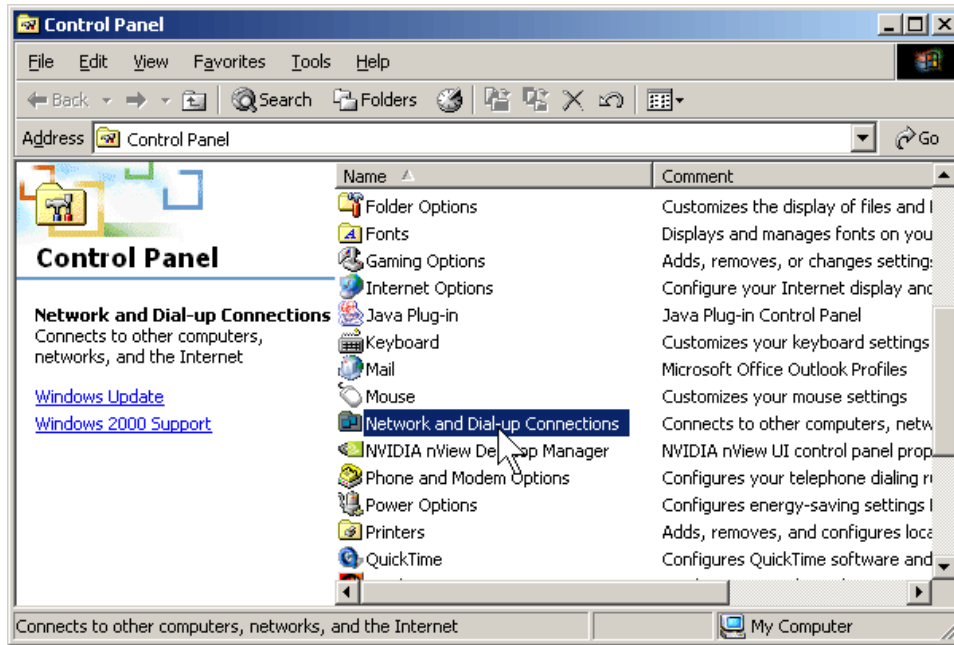 Control Panel
File Edit View Favorites Tools Help
Back Search Folders
Address Control Panel Go
Control Panel
Network and Dial-up Connections
Connects to other computers,
networks, and the Internet
Windows Update
Windows 2000 Support
Name Comment
Folder Options Customizes the display of files and
Fonts Displays and manages fonts on you
Gaming Options Adds, removes, or changes setting
Internet Options Configure your Internet display and
Java Plug-in Java Plug-in Control Panel
Keyboard Customizes your keyboard settings
Mail Microsoft Office Outlook Profiles
Mouse Customizes your mouse settings
Network and Dial-up Connections Connects to other computers, netw
NVIDIA nView Manager NVIDIA nView UI control panel prop
Phone and Modem Options Configures your telephone dialing
Power Options Configures energy-saving settings
Printers Adds, removes, and configures loca
QuickTime Configures QuickTime software and
Connects to other computers, networks, and the Internet My Computer